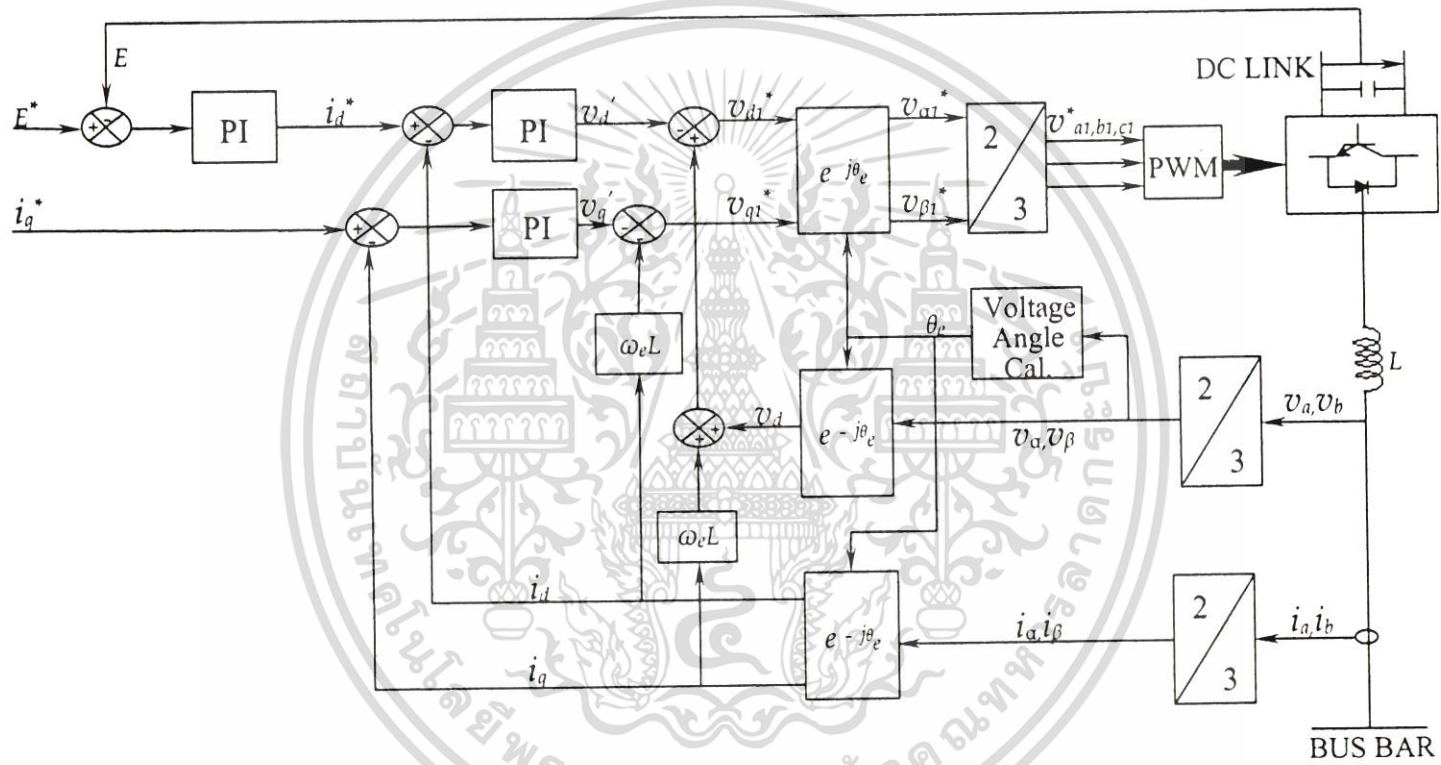 E
DC LINK
E* + - PI i_d* + - PI v_d' - + v_d1* e^{jθ_e} v_α1* 2 3 v*_{a1,b1,c1} PWM
i_q* + - PI v_q' - - v_q1* v_β1*
ω_eL θ_e Voltage Angle Cal. L
+ + v_d e^{-jθ_e} v_α,v_β 2 3 v_a,v_b
ω_eL
i_d e^{-jθ_e} i_α,i_β 2 3 i_a,i_b
i_q
BUS BAR